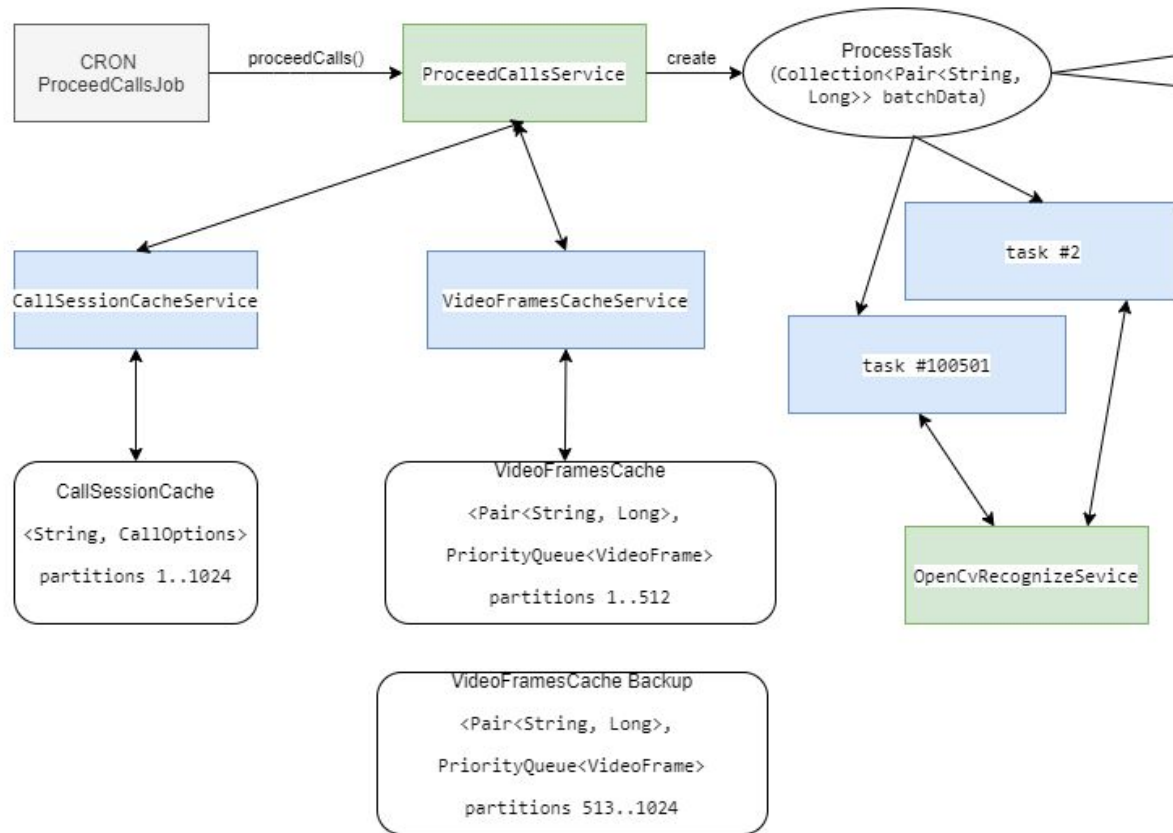 CRON
ProceedCallsJob
proceedCalls()
ProceedCallsService
create
ProcessTask
(Collection<Pair<String,
Long>> batchData)
CallSessionCacheService
VideoFramesCacheService
task #2
task #100501
CallSessionCache
<String, CallOptions>
partitions 1..1024
VideoFramesCache
<Pair<String, Long>,
PriorityQueue<VideoFrame>
partitions 1..512
OpenCvRecognizeSevice
VideoFramesCache Backup
<Pair<String, Long>,
PriorityQueue<VideoFrame>
partitions 513..1024